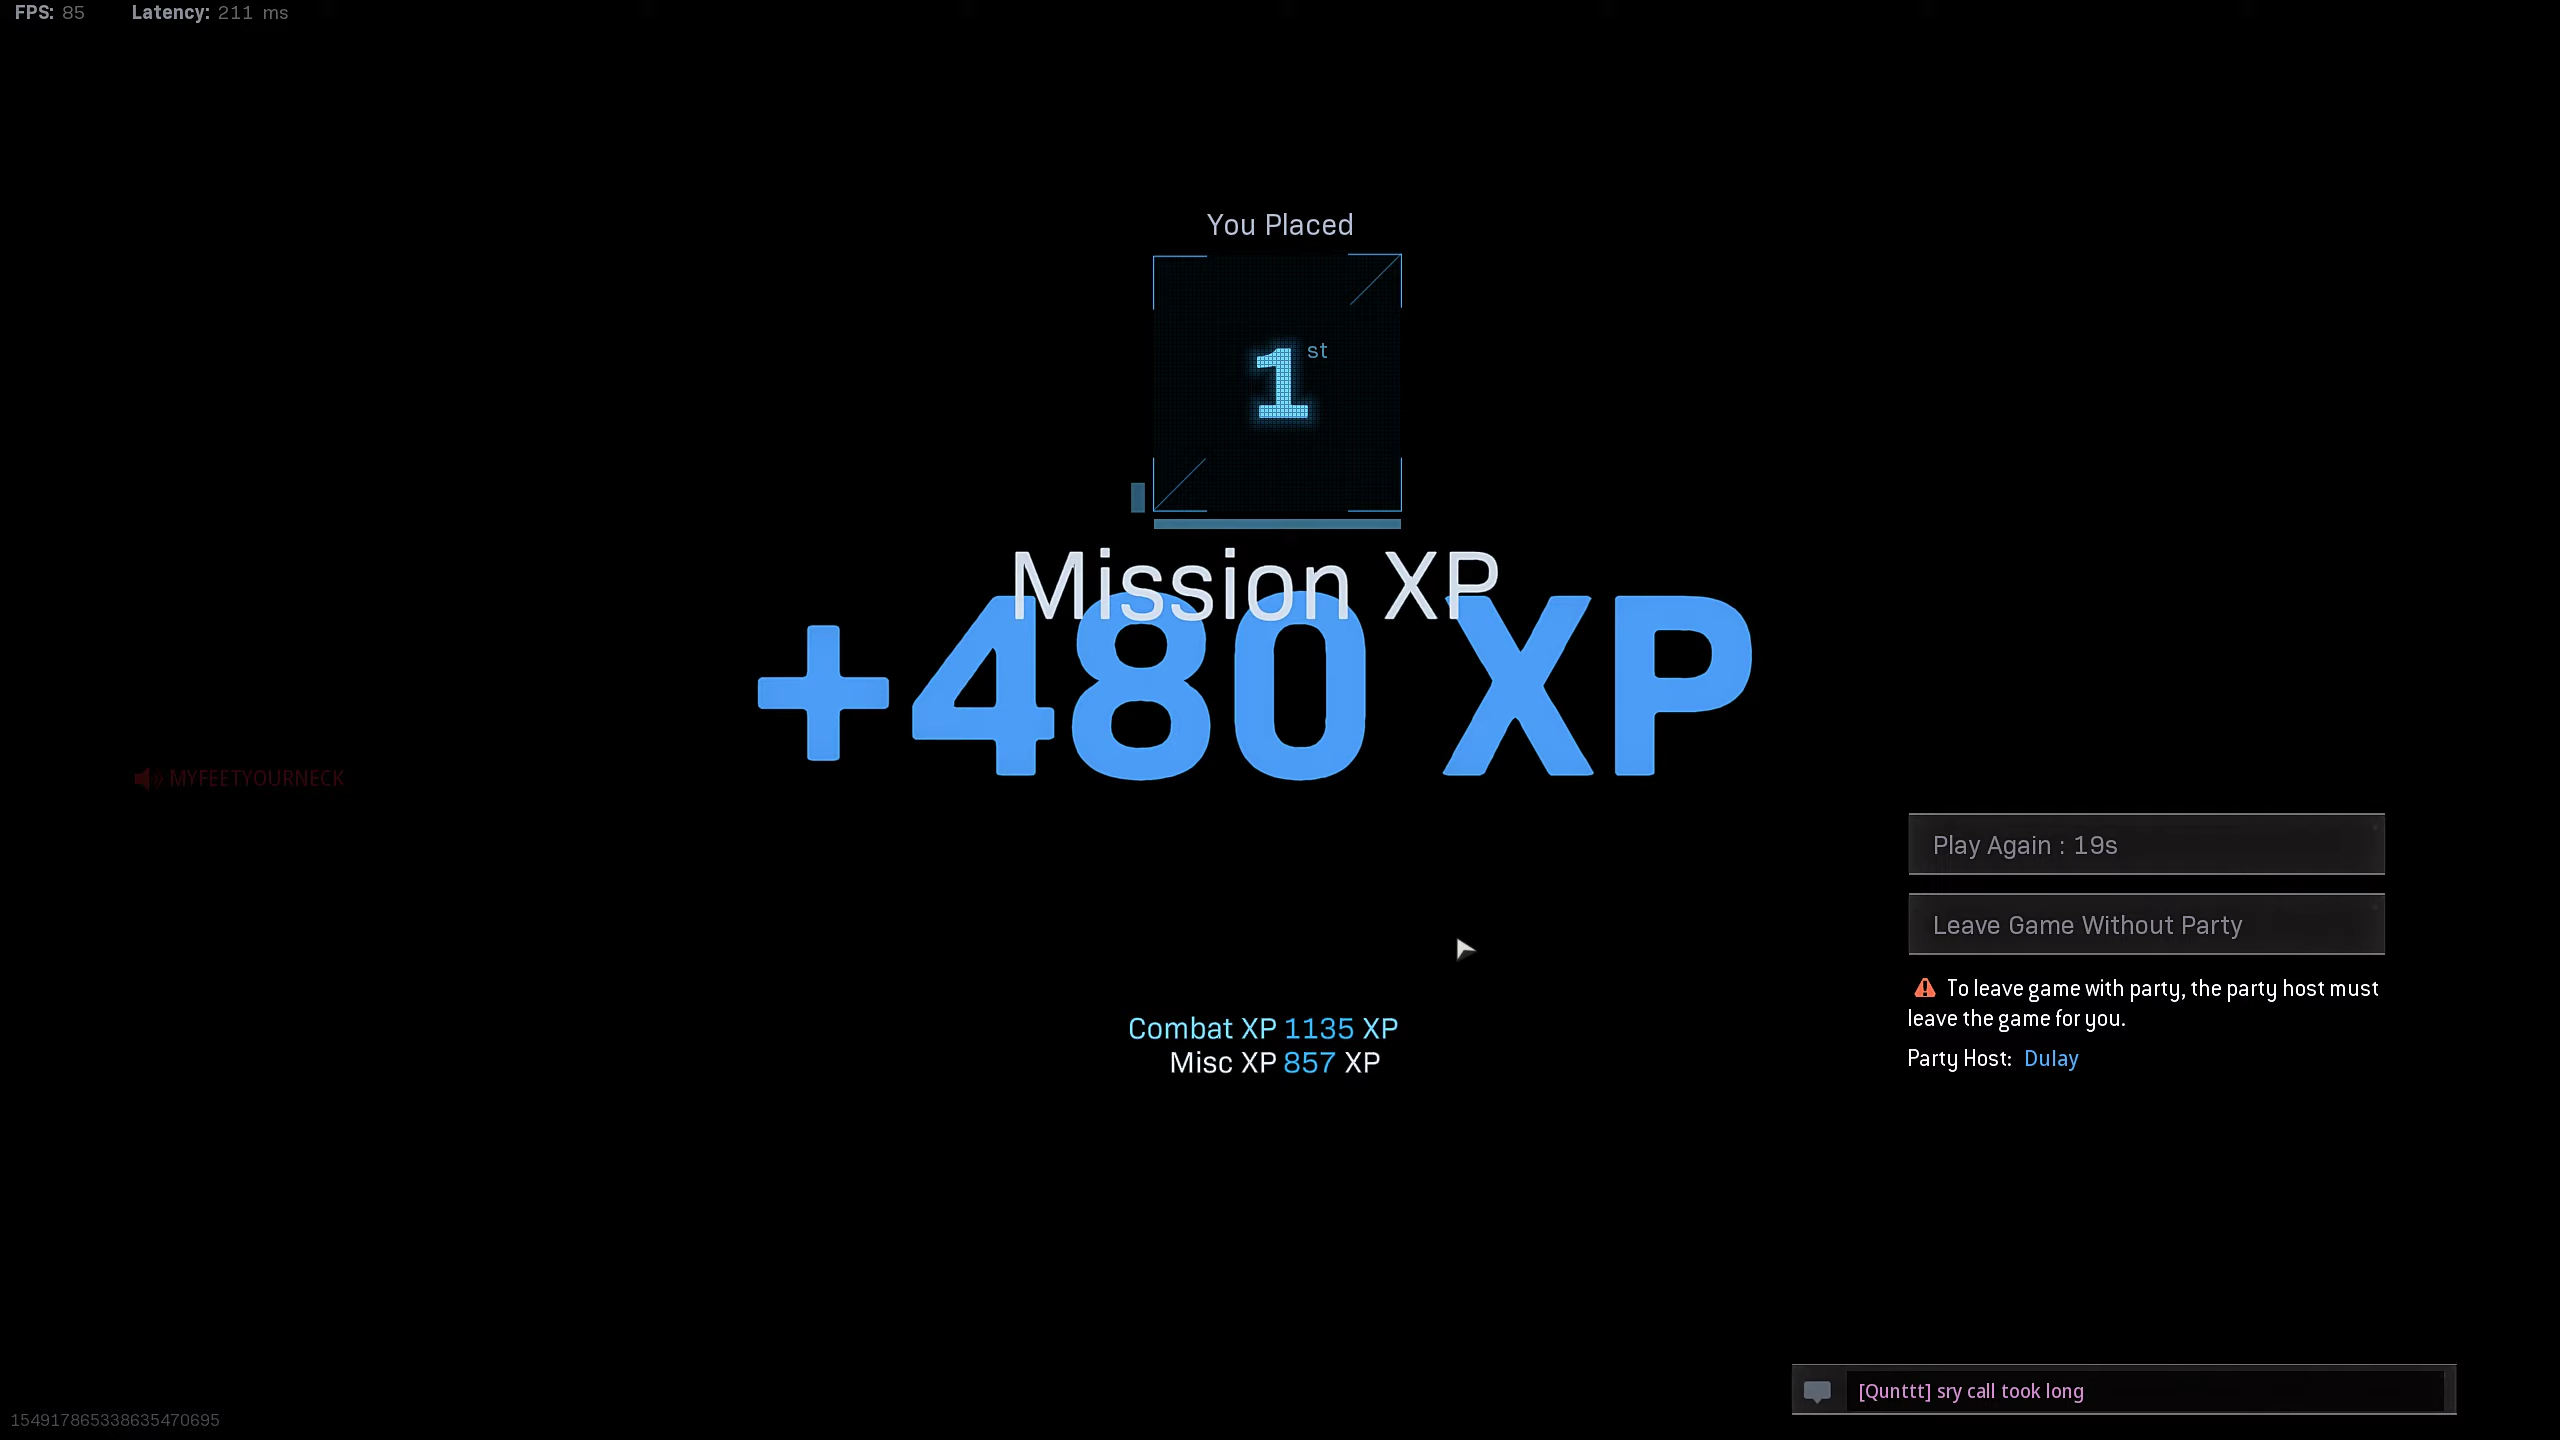 FPS: 85 Latency: 211 ms
You Placed
1st
Mission XP
+480 XP
MYFEETYOURNECK
Play Again : 19s
Leave Game Without Party
To leave game with party, the party host must
leave the game for you.
Party Host: Dulay
Combat XP 1135 XP
Misc XP 857 XP
[Qunttt] sry call took long
154917865338635470695